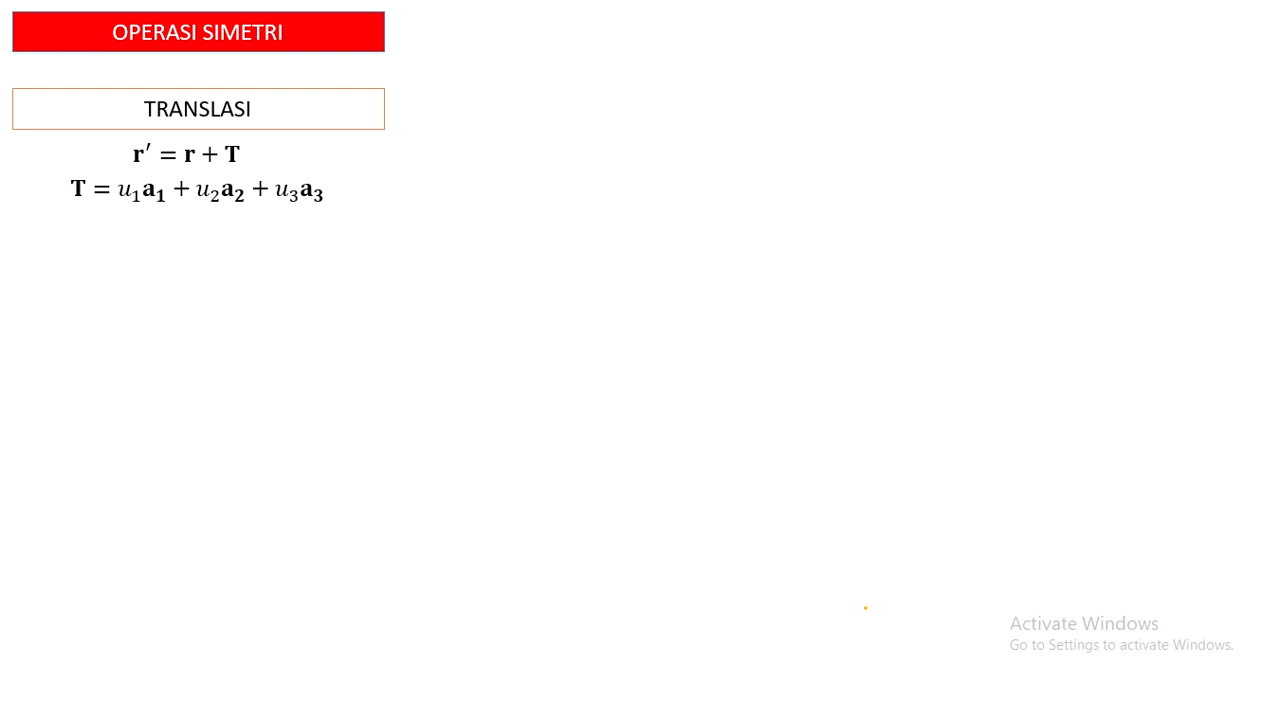 OPERASI SIMETRI
TRANSLASI
𝐫′ = 𝐫 + 𝐓
𝐓 = 𝑢₁𝐚₁ + 𝑢₂𝐚₂ + 𝑢₃𝐚₃
Activate Windows
Go to Settings to activate Windows.